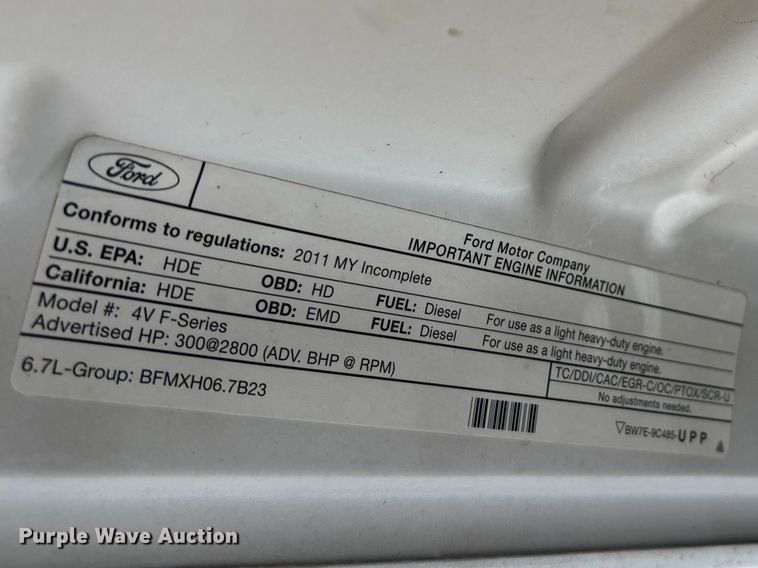 Ford
Ford Motor Company
IMPORTANT ENGINE INFORMATION
Conforms to regulations: 2011 MY Incomplete
U.S. EPA: HDE OBD: HD FUEL: Diesel For use as a light heavy-duty engine.
California: HDE OBD: EMD FUEL: Diesel For use as a light heavy-duty engine.
Model #: 4V F-Series
Advertised HP: 300@2800 (ADV. BHP @ RPM)
TC/DDI/CAC/EGR-C/OC/PTOX/SCR-U
No adjustments needed.
6.7L-Group: BFMXH06.7B23
BW7E-9C485-UPP
Purple Wave Auction